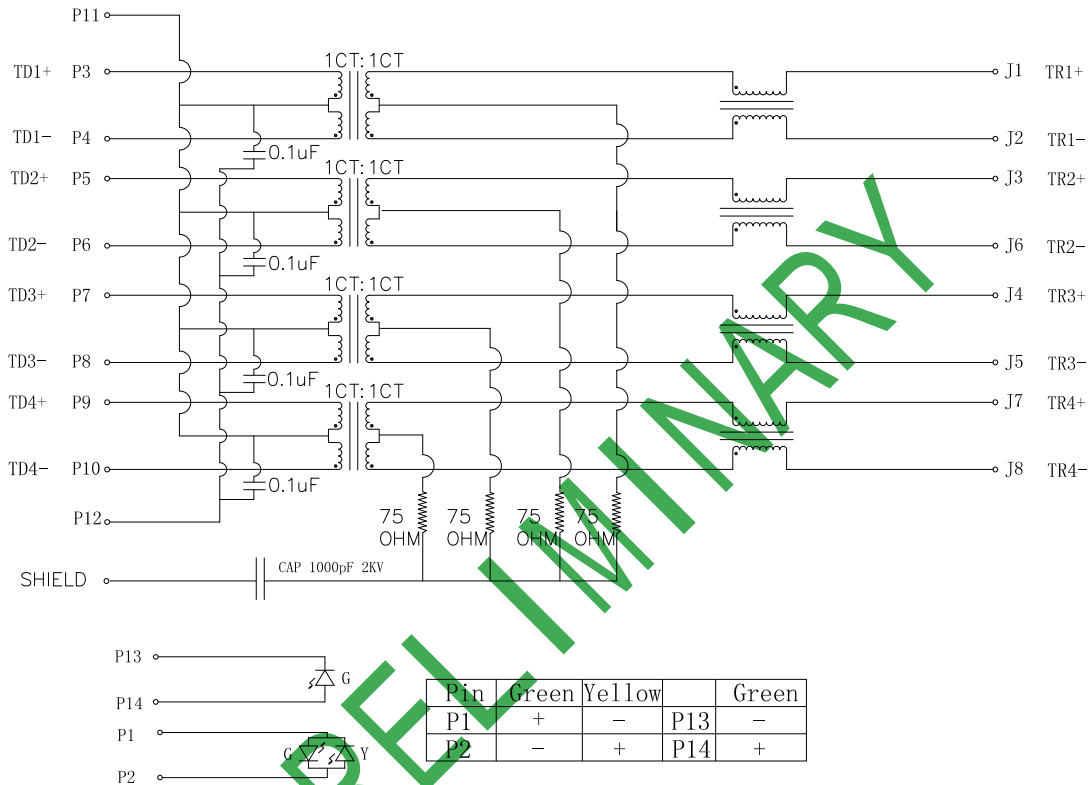 P11
1CT:1CT
TD1+ P3 J1 TR1+
TD1- P4 J2 TR1-
0.1uF
1CT:1CT
TD2+ P5 J3 TR2+
TD2- P6 J6 TR2-
0.1uF
1CT:1CT
TD3+ P7 J4 TR3+
TD3- P8 J5 TR3-
0.1uF
1CT:1CT
TD4+ P9 J7 TR4+
TD4- P10 J8 TR4-
0.1uF
P12
75 75 75 75
OHM OHM OHM OHM
SHIELD CAP 1000pF 2KV
P13
G
P14
P1
G Y
P2
Pin Green Yellow Green
P1 + - P13 -
P2 - + P14 +
PRELIMINARY